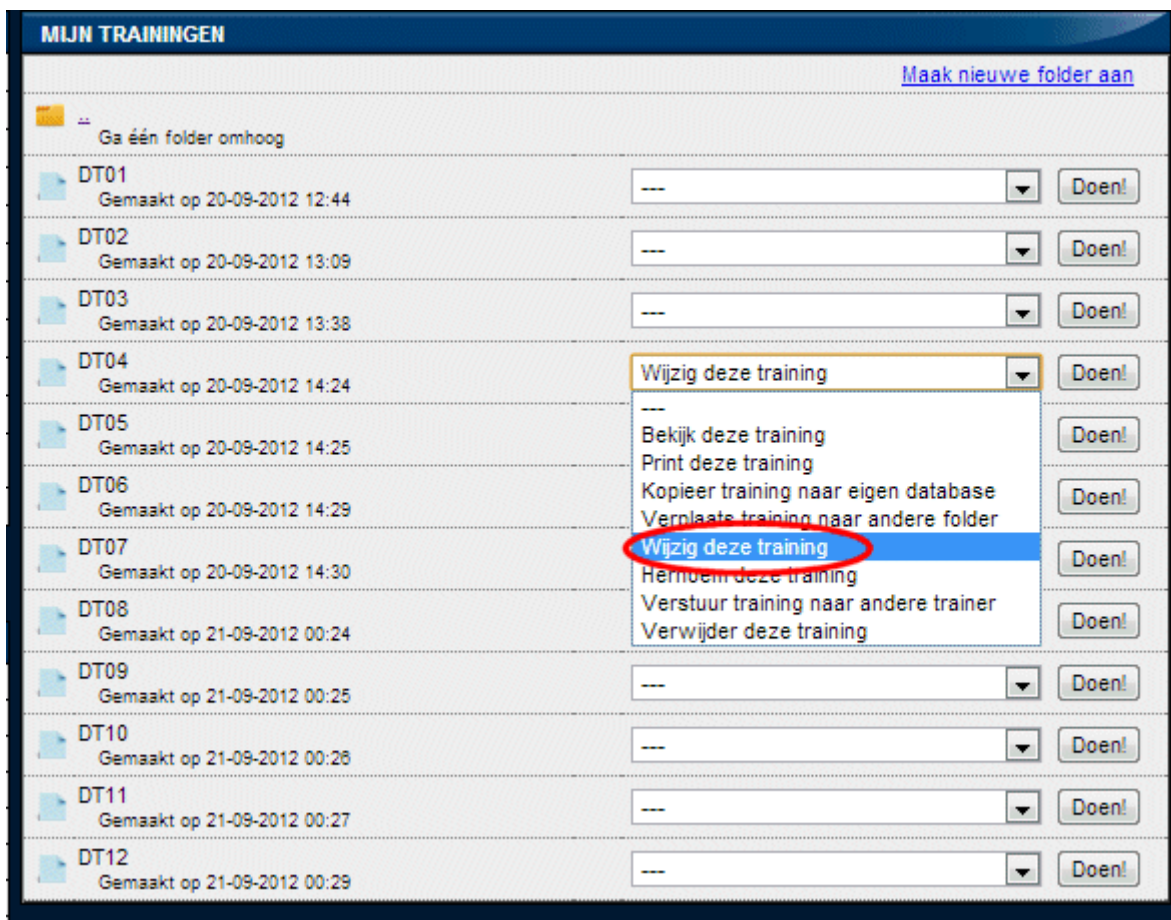 MIJN TRAININGEN
Maak nieuwe folder aan
..
Ga één folder omhoog
DT01
Gemaakt op 20-09-2012 12:44
---
Doen!
DT02
Gemaakt op 20-09-2012 13:09
---
Doen!
DT03
Gemaakt op 20-09-2012 13:38
---
Doen!
DT04
Gemaakt op 20-09-2012 14:24
Wijzig deze training
Doen!
---
Bekijk deze training
Print deze training
Kopieer training naar eigen database
Verplaats training naar andere folder
Wijzig deze training
Hernoem deze training
Verstuur training naar andere trainer
Verwijder deze training
DT05
Gemaakt op 20-09-2012 14:25
Doen!
DT06
Gemaakt op 20-09-2012 14:29
Doen!
DT07
Gemaakt op 20-09-2012 14:30
Doen!
DT08
Gemaakt op 21-09-2012 00:24
Doen!
DT09
Gemaakt op 21-09-2012 00:25
---
Doen!
DT10
Gemaakt op 21-09-2012 00:26
---
Doen!
DT11
Gemaakt op 21-09-2012 00:27
---
Doen!
DT12
Gemaakt op 21-09-2012 00:29
---
Doen!